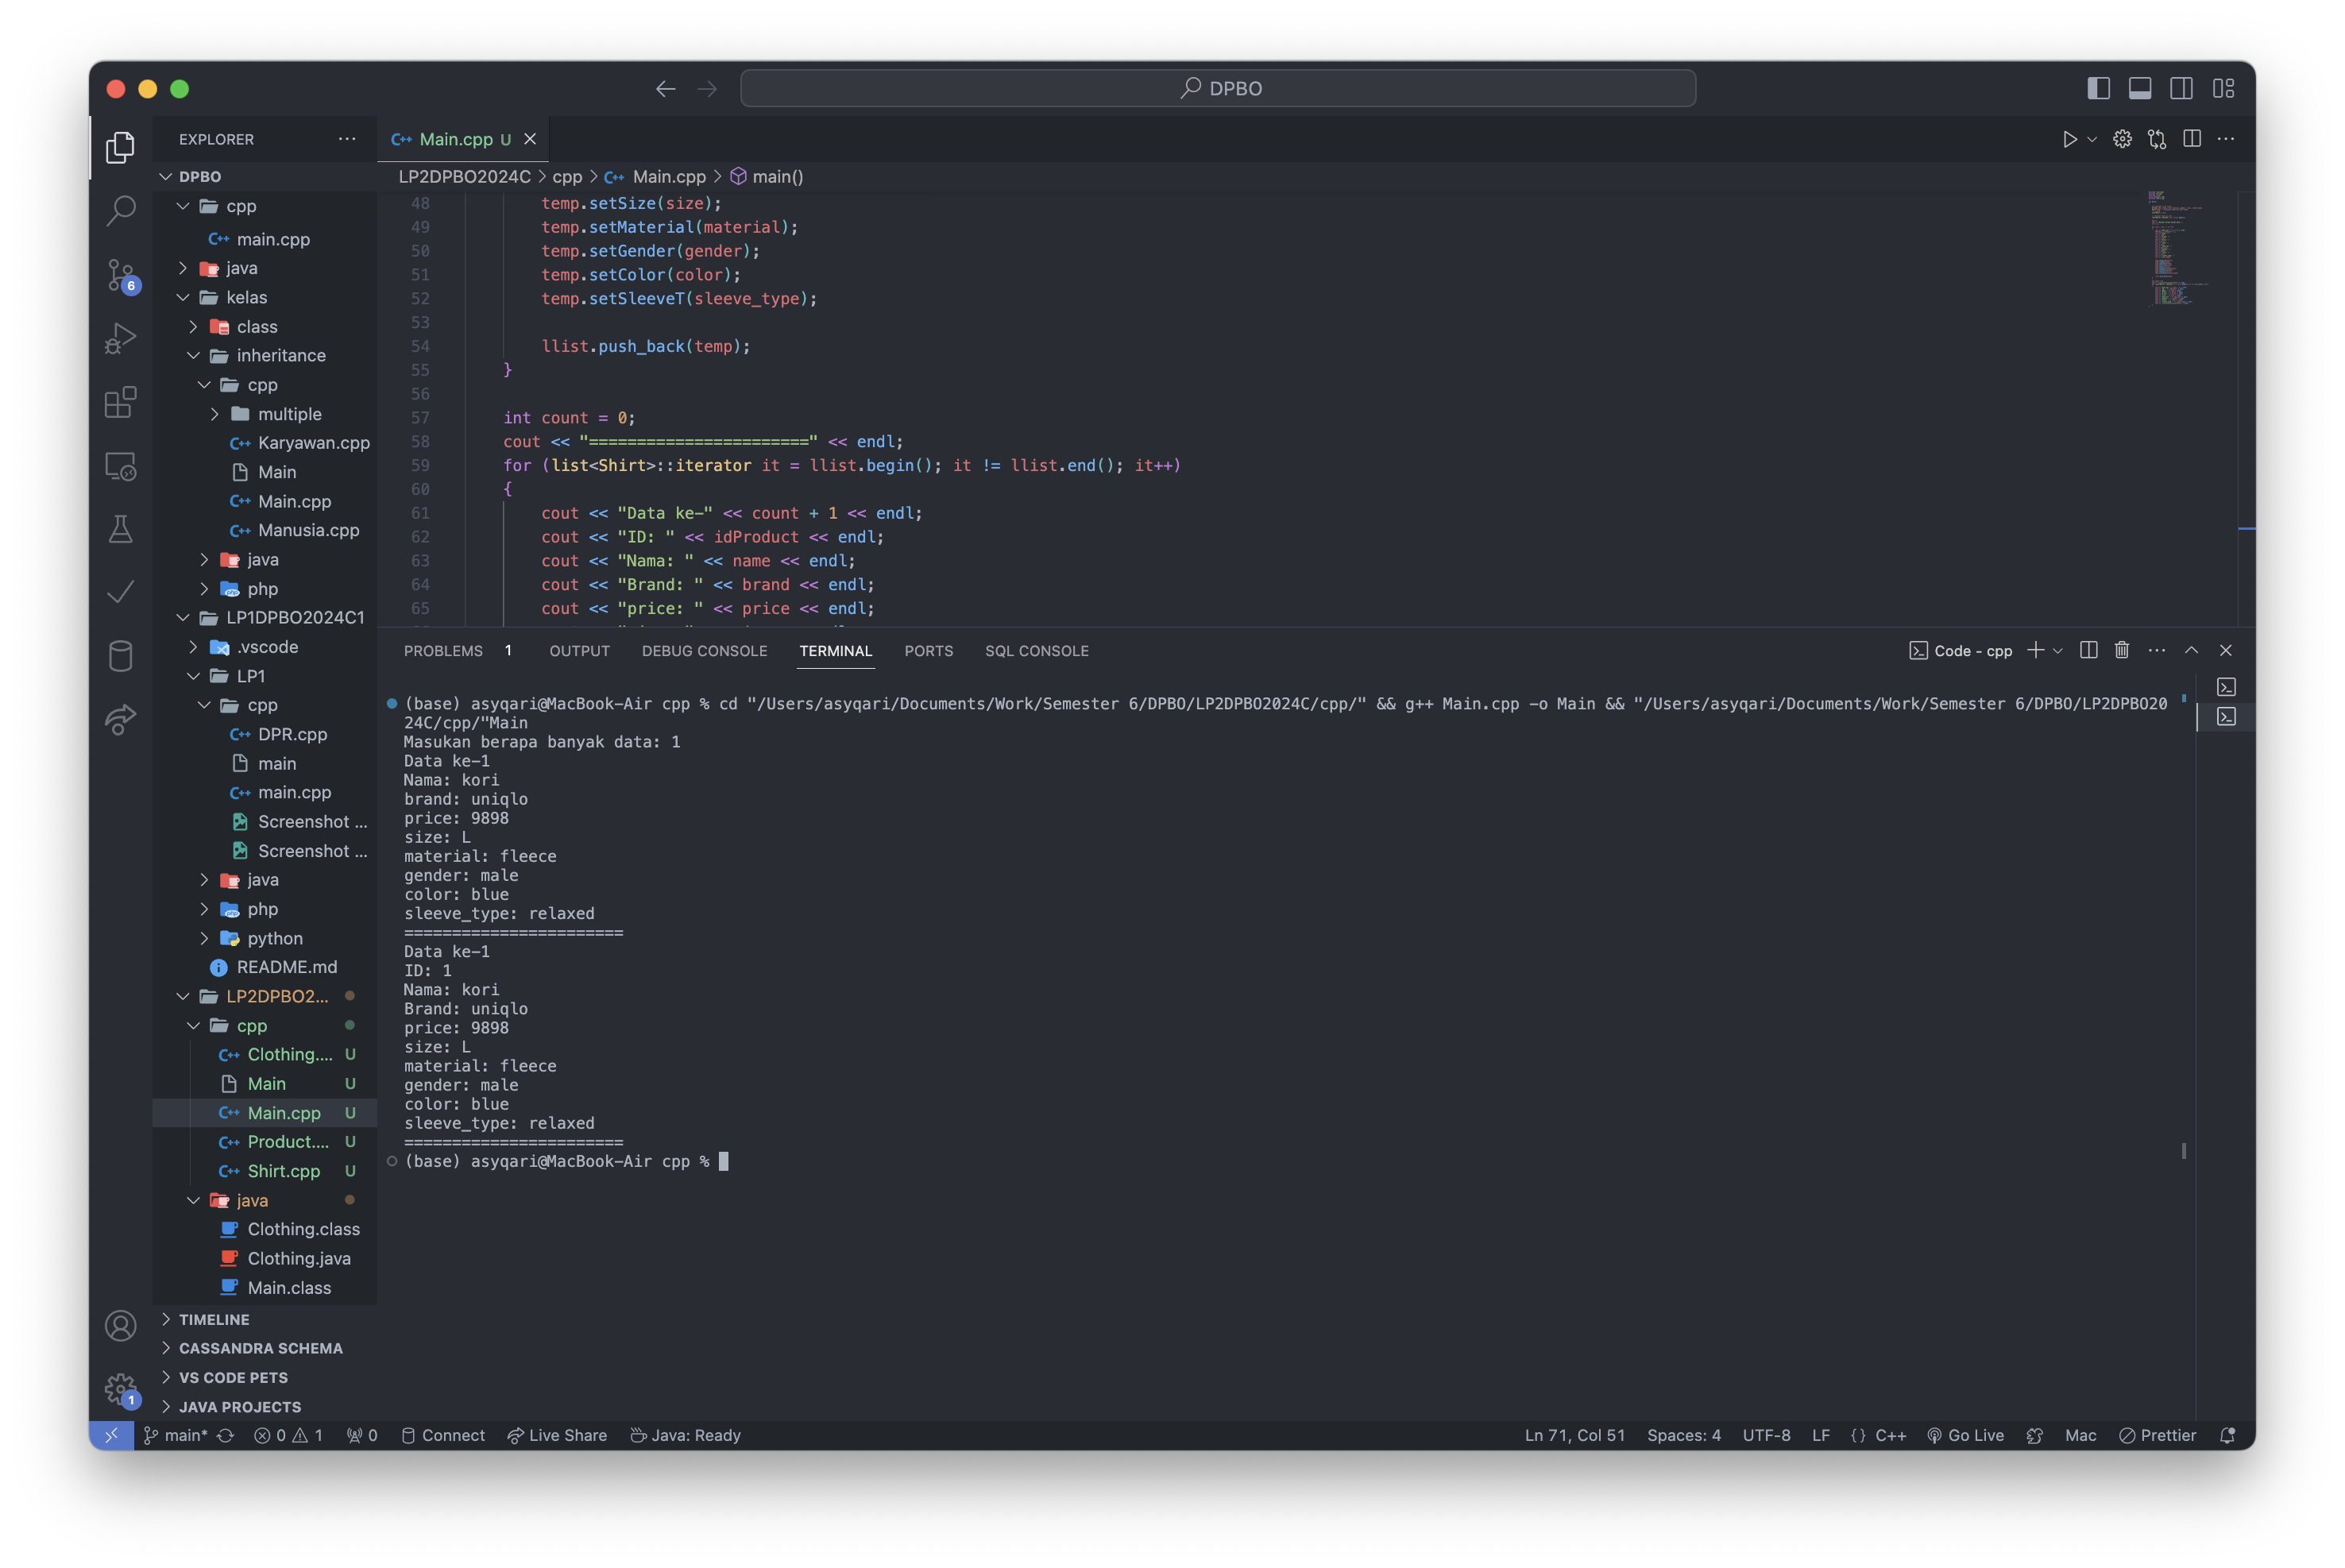 DPBO
EXPLORER
Main.cpp U
DPBO
LP2DPBO2024C > cpp > Main.cpp > main()
cpp
main.cpp
java
kelas
class
inheritance
cpp
multiple
Karyawan.cpp
Main
Main.cpp
Manusia.cpp
java
php
LP1DPBO2024C1
.vscode
LP1
cpp
DPR.cpp
main
main.cpp
Screenshot ...
Screenshot ...
java
php
python
README.md
LP2DPBO2...
cpp
Clothing.... U
Main U
Main.cpp U
Product.... U
Shirt.cpp U
java
Clothing.class
Clothing.java
Main.class
TIMELINE
CASSANDRA SCHEMA
VS CODE PETS
JAVA PROJECTS
6
1
48 temp.setSize(size);
49 temp.setMaterial(material);
50 temp.setGender(gender);
51 temp.setColor(color);
52 temp.setSleeveT(sleeve_type);
53
54 llist.push_back(temp);
55 }
56
57 int count = 0;
58 cout << "=======================" << endl;
59 for (list<Shirt>::iterator it = llist.begin(); it != llist.end(); it++)
60 {
61 cout << "Data ke-" << count + 1 << endl;
62 cout << "ID: " << idProduct << endl;
63 cout << "Nama: " << name << endl;
64 cout << "Brand: " << brand << endl;
65 cout << "price: " << price << endl;
PROBLEMS 1 OUTPUT DEBUG CONSOLE TERMINAL PORTS SQL CONSOLE
Code - cpp
(base) asyqari@MacBook-Air cpp % cd "/Users/asyqari/Documents/Work/Semester 6/DPBO/LP2DPBO2024C/cpp/" && g++ Main.cpp -o Main && "/Users/asyqari/Documents/Work/Semester 6/DPBO/LP2DPBO20
24C/cpp/"Main
Masukan berapa banyak data: 1
Data ke-1
Nama: kori
brand: uniqlo
price: 9898
size: L
material: fleece
gender: male
color: blue
sleeve_type: relaxed
=======================
Data ke-1
ID: 1
Nama: kori
Brand: uniqlo
price: 9898
size: L
material: fleece
gender: male
color: blue
sleeve_type: relaxed
=======================
(base) asyqari@MacBook-Air cpp %
main* 0 1 0 Connect Live Share Java: Ready
Ln 71, Col 51 Spaces: 4 UTF-8 LF {} C++ Go Live Mac Prettier